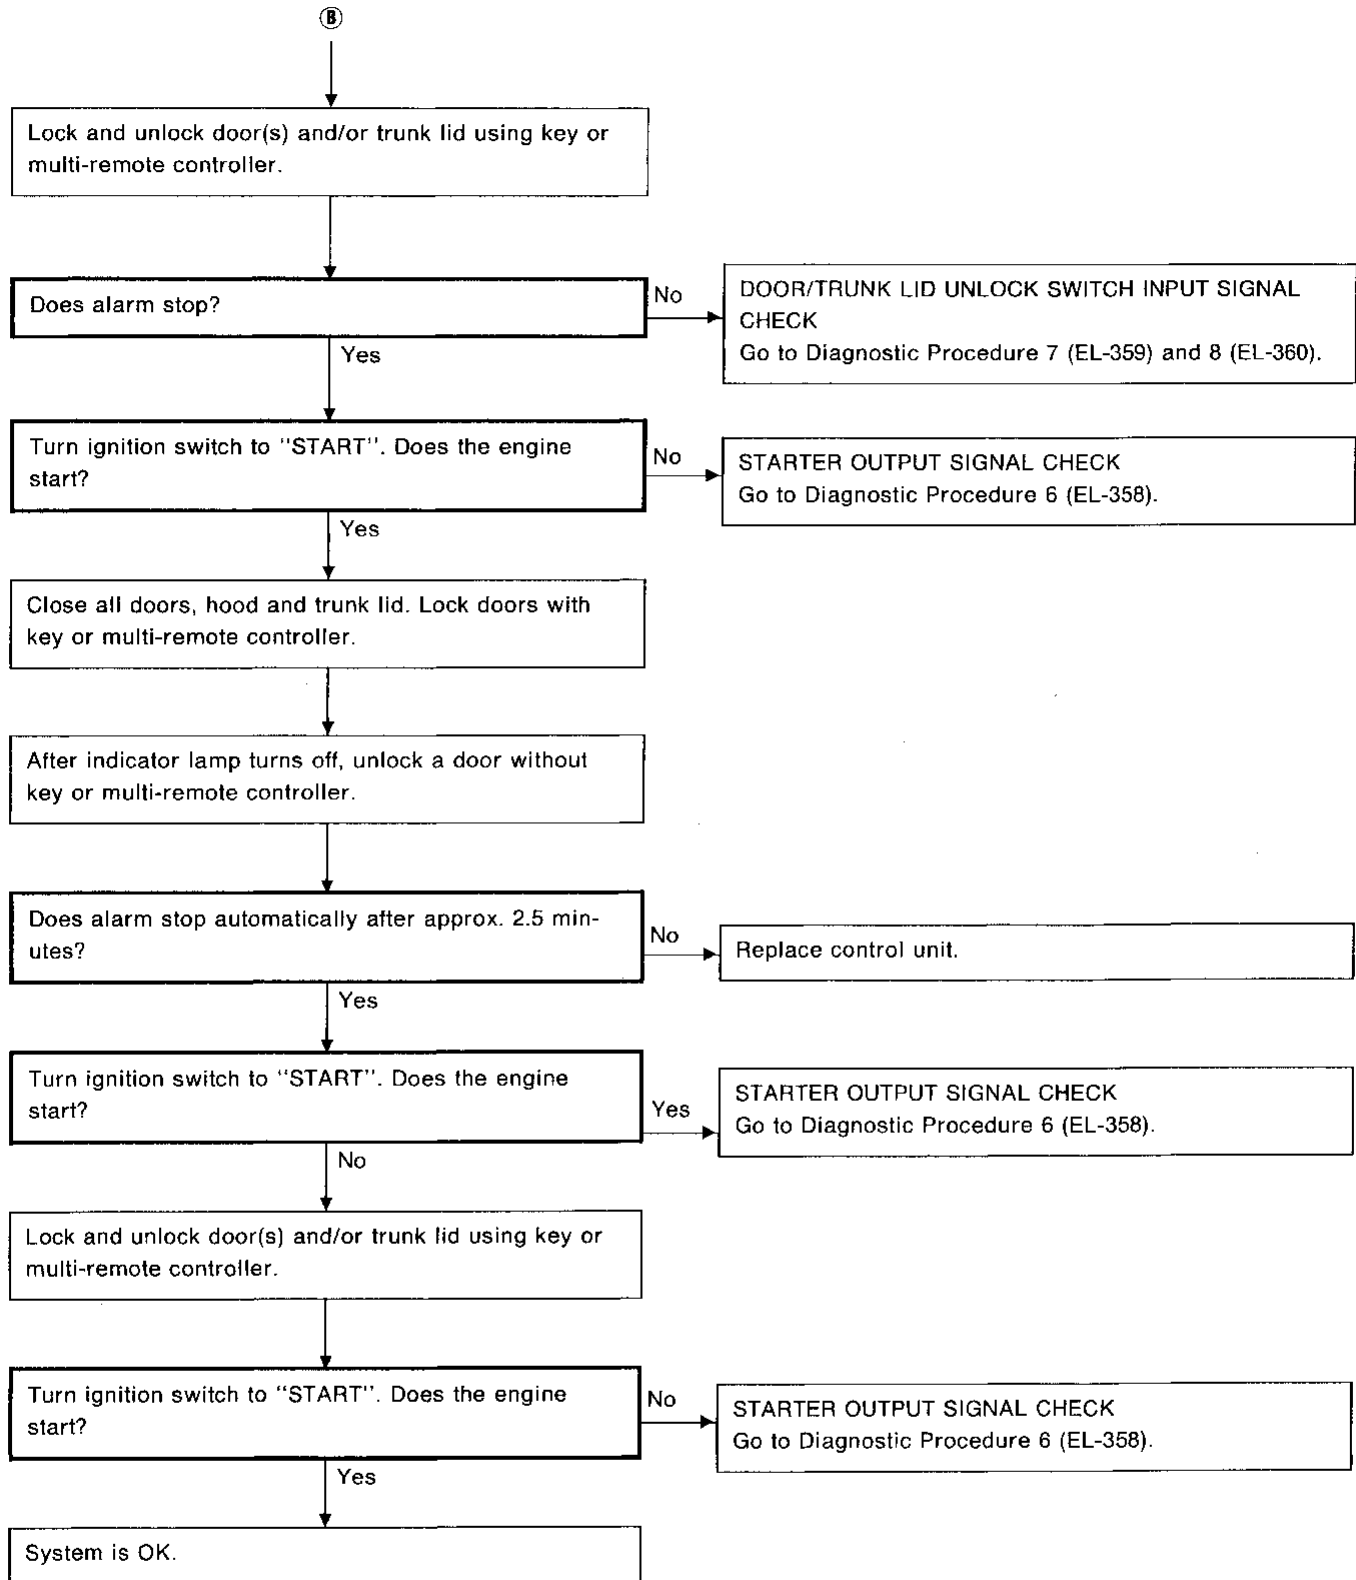 B
Lock and unlock door(s) and/or trunk lid using key or
multi-remote controller.
Does alarm stop?
No
DOOR/TRUNK LID UNLOCK SWITCH INPUT SIGNAL
CHECK
Go to Diagnostic Procedure 7 (EL-359) and 8 (EL-360).
Yes
Turn ignition switch to "START". Does the engine
start?
No
STARTER OUTPUT SIGNAL CHECK
Go to Diagnostic Procedure 6 (EL-358).
Yes
Close all doors, hood and trunk lid. Lock doors with
key or multi-remote controller.
After indicator lamp turns off, unlock a door without
key or multi-remote controller.
Does alarm stop automatically after approx. 2.5 min-
utes?
No
Replace control unit.
Yes
Turn ignition switch to "START". Does the engine
start?
Yes
STARTER OUTPUT SIGNAL CHECK
Go to Diagnostic Procedure 6 (EL-358).
No
Lock and unlock door(s) and/or trunk lid using key or
multi-remote controller.
Turn ignition switch to "START". Does the engine
start?
No
STARTER OUTPUT SIGNAL CHECK
Go to Diagnostic Procedure 6 (EL-358).
Yes
System is OK.